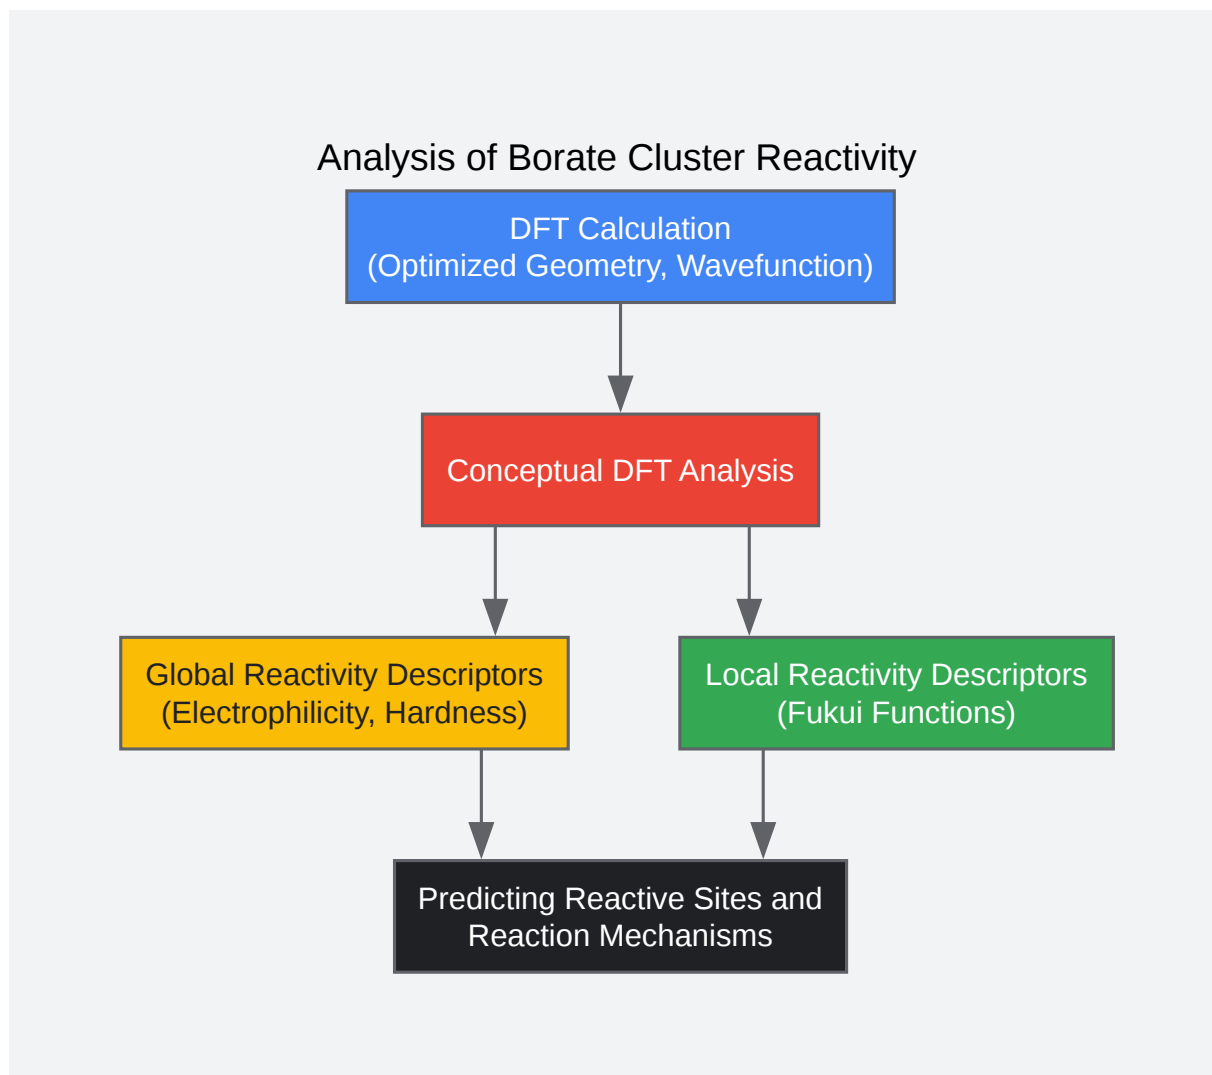 Analysis of Borate Cluster Reactivity
DFT Calculation
(Optimized Geometry, Wavefunction)
Conceptual DFT Analysis
Global Reactivity Descriptors
(Electrophilicity, Hardness)
Local Reactivity Descriptors
(Fukui Functions)
Predicting Reactive Sites and
Reaction Mechanisms